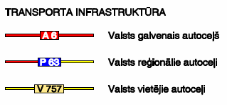 TRANSPORTA INFRASTRUKTŪRA
A 6 Valsts galvenais autoceļš
P 63 Valsts reģionālie autoceļi
V 757 Valsts vietējie autoceļi